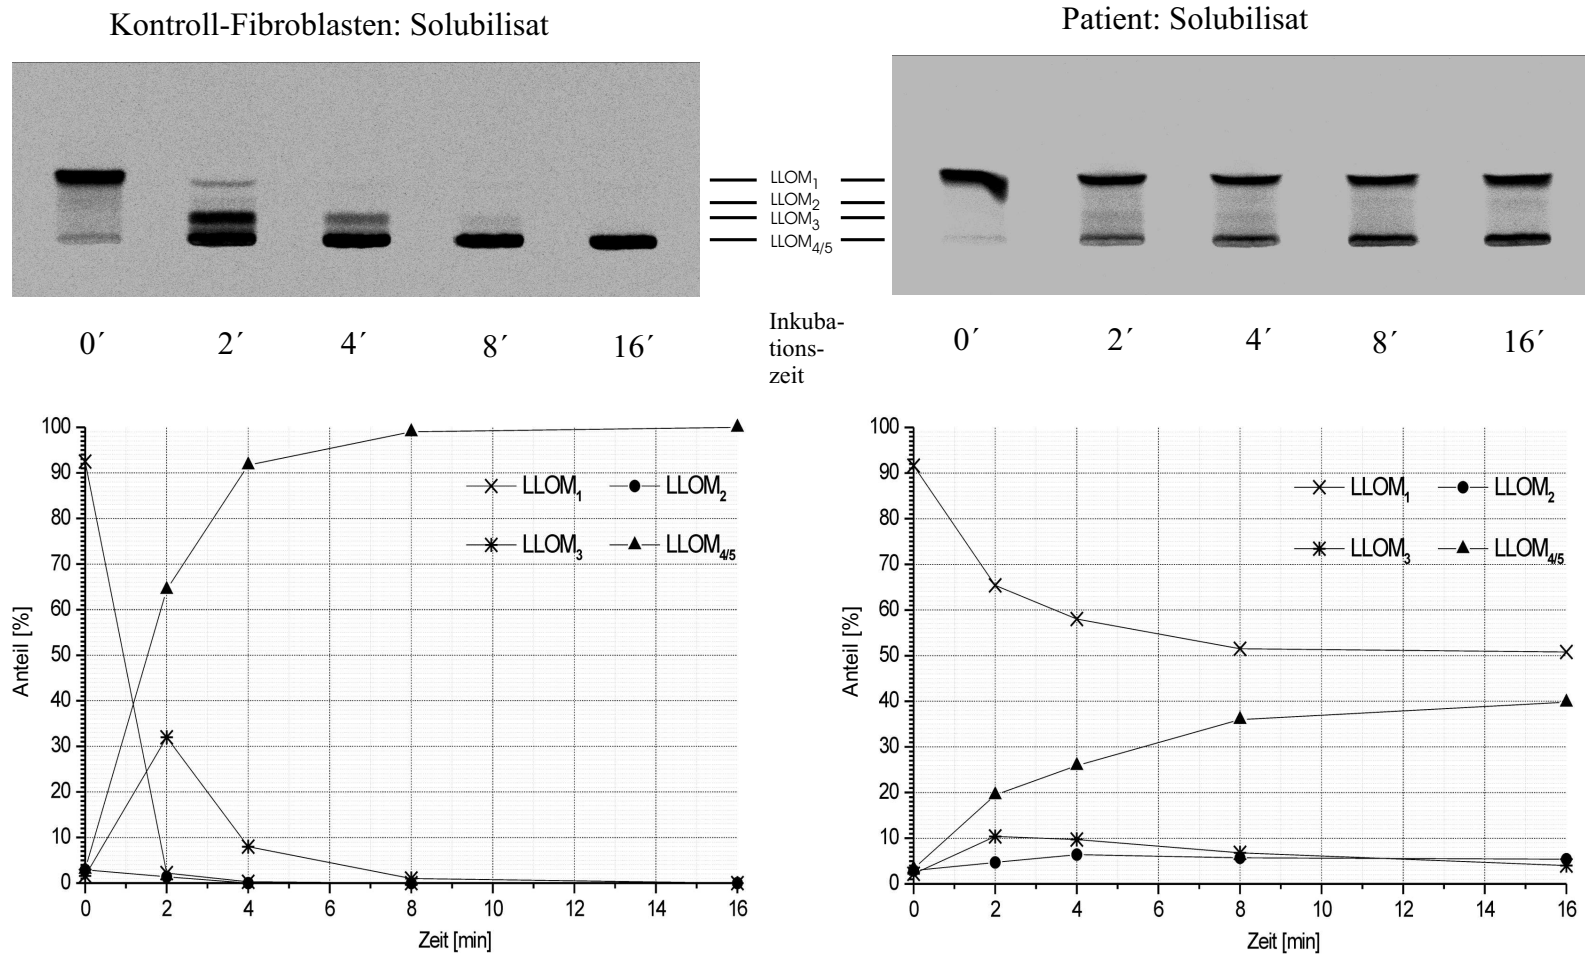 Kontroll-Fibroblasten: Solubilisat
Patient: Solubilisat
LLOM1
LLOM2
LLOM3
LLOM4/5
0´ 2´ 4´ 8´ 16´
Inkuba-
tions-
zeit
0´ 2´ 4´ 8´ 16´
100
90
80
70
60
50
40
30
20
10
0
Anteil [%]
LLOM1 LLOM2
LLOM3 LLOM4/5
0 2 4 6 8 10 12 14 16
Zeit [min]
100
90
80
70
60
50
40
30
20
10
0
Anteil [%]
LLOM1 LLOM2
LLOM3 LLOM4/5
0 2 4 6 8 10 12 14 16
Zeit [min]